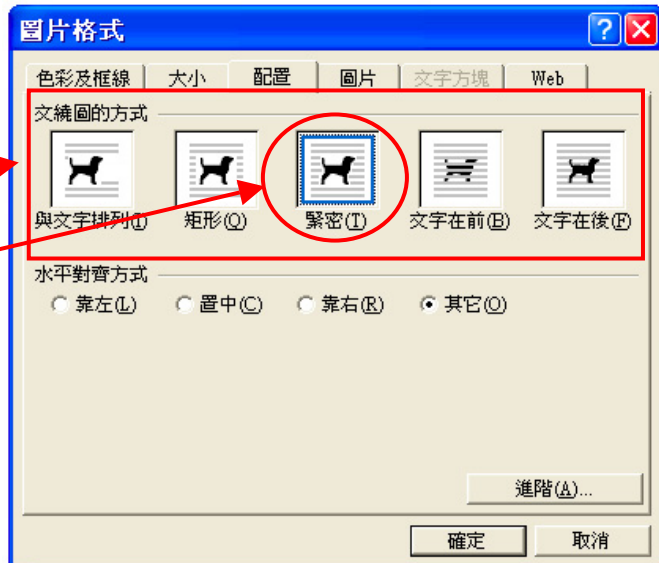 圖片格式
色彩及框線 大小 配置 圖片 文字方塊 Web
文繞圖的方式
與文字排列(I) 矩形(Q) 緊密(T) 文字在前(B) 文字在後(F)
水平對齊方式
靠左(L) 置中(C) 靠右(R) 其它(O)
進階(A)...
確定 取消